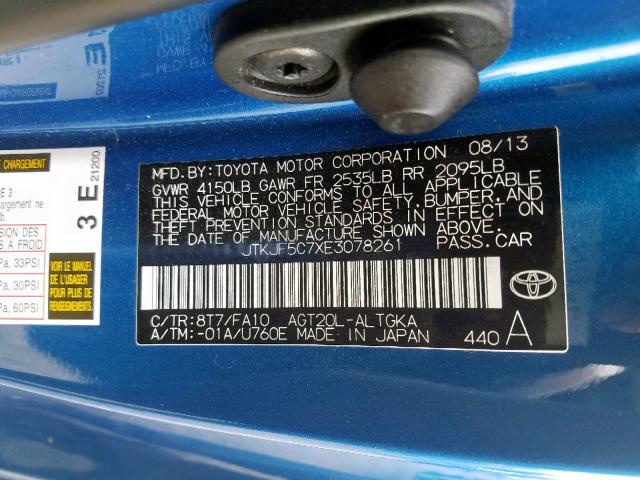 MFD. BY: TOYOTA MOTOR CORPORATION 08/13
GVWR 4150LB GAWR FR 2535LB RR 2095LB
THIS VEHICLE CONFORMS TO ALL APPLICABLE
FEDERAL MOTOR VEHICLE SAFETY, BUMPER, AND
THEFT PREVENTION STANDARDS IN EFFECT ON
THE DATE OF MANUFACTURE SHOWN ABOVE.
JTKJF5C7XE3078261 PASS. CAR
C/TR: 8T7/FA10 AGT20L-ALTGKA
A/TM: -01A/U760E MADE IN JAPAN 440 A
TOYOTA
CHARGEMENT
3 E 21200
VOIR LE MANUEL
DE L'USAGER
POUR PLUS DE
RENSEIGNEMENTS
À FROID
33PSI
30PSI
60PSI